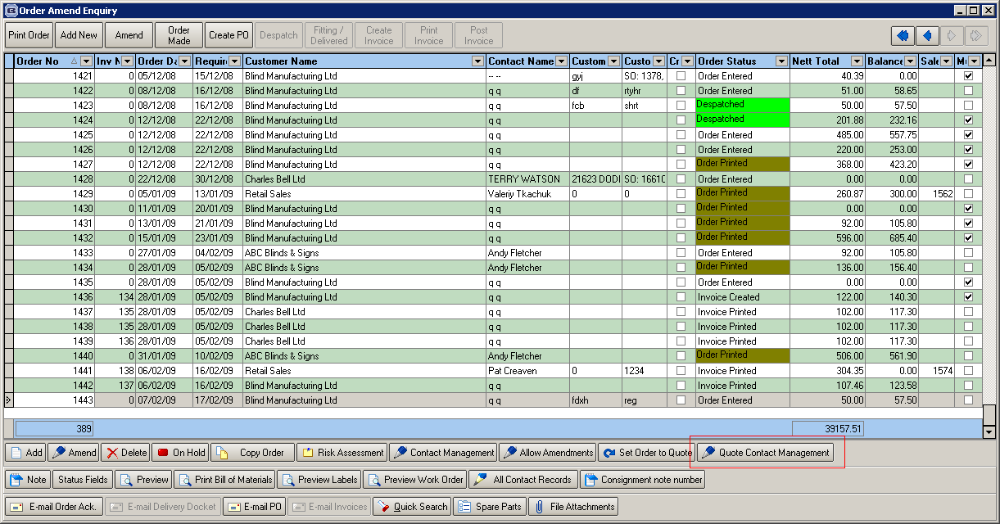 Order Amend Enquiry
Print Order Add New Amend Order Made Create PO Despatch Fitting / Delivered Create Invoice Print Invoice Post Invoice
Order No Inv N Order Da Require Customer Name Contact Name Custom Custo Cr Order Status Nett Total Balance Sale M
1421 0 05/12/08 15/12/08 Blind Manufacturing Ltd -- -- gyj SO: 1378, Order Entered 40.39 0.00
1422 0 08/12/08 16/12/08 Blind Manufacturing Ltd q q df rtyhr Order Entered 51.00 58.65
1423 0 08/12/08 16/12/08 Blind Manufacturing Ltd q q fcb shrt Despatched 50.00 57.50
1424 0 12/12/08 22/12/08 Blind Manufacturing Ltd q q Despatched 201.88 232.16
1425 0 12/12/08 22/12/08 Blind Manufacturing Ltd q q Order Entered 485.00 557.75
1426 0 12/12/08 22/12/08 Blind Manufacturing Ltd q q Order Entered 220.00 253.00
1427 0 12/12/08 22/12/08 Blind Manufacturing Ltd q q Order Printed 368.00 423.20
1428 0 22/12/08 30/12/08 Charles Bell Ltd TERRY WATSON 21623 DODI SO: 16610 Order Entered 0.00 0.00
1429 0 05/01/09 13/01/09 Retail Sales Valeriy Tkachuk 0 0 Order Printed 260.87 300.00 1562
1430 0 11/01/09 20/01/09 Blind Manufacturing Ltd q q Order Printed 0.00 0.00
1431 0 13/01/09 21/01/09 Blind Manufacturing Ltd q q Order Printed 92.00 105.80
1432 0 15/01/09 23/01/09 Blind Manufacturing Ltd q q Order Printed 596.00 685.40
1433 0 27/01/09 04/02/09 ABC Blinds & Signs Andy Fletcher Order Entered 92.00 105.80
1434 0 28/01/09 05/02/09 ABC Blinds & Signs Andy Fletcher Order Printed 136.00 156.40
1435 0 28/01/09 05/02/09 Blind Manufacturing Ltd q q Order Entered 0.00 0.00
1436 134 28/01/09 05/02/09 Blind Manufacturing Ltd q q Invoice Created 122.00 140.30
1437 135 28/01/09 05/02/09 Charles Bell Ltd q q Invoice Printed 102.00 117.30
1438 135 28/01/09 05/02/09 Charles Bell Ltd q q Invoice Printed 102.00 117.30
1439 136 28/01/09 05/02/09 Charles Bell Ltd q q Invoice Printed 102.00 117.30
1440 0 31/01/09 10/02/09 ABC Blinds & Signs Andy Fletcher Order Printed 506.00 561.90
1441 138 06/02/09 16/02/09 Retail Sales Pat Creaven 0 1234 Invoice Printed 304.35 0.00 1574
1442 137 06/02/09 16/02/09 Blind Manufacturing Ltd q q Invoice Printed 107.46 123.58
1443 0 07/02/09 17/02/09 Blind Manufacturing Ltd q q fdxh reg Order Entered 50.00 57.50
389 39157.51
Add Amend Delete On Hold Copy Order Risk Assessment Contact Management Allow Amendments Set Order to Quote Quote Contact Management
Note Status Fields Preview Print Bill of Materials Preview Labels Preview Work Order All Contact Records Consignment note number
E-mail Order Ack. E-mail Delivery Docket E-mail PO E-mail Invoices Quick Search Spare Parts File Attachments